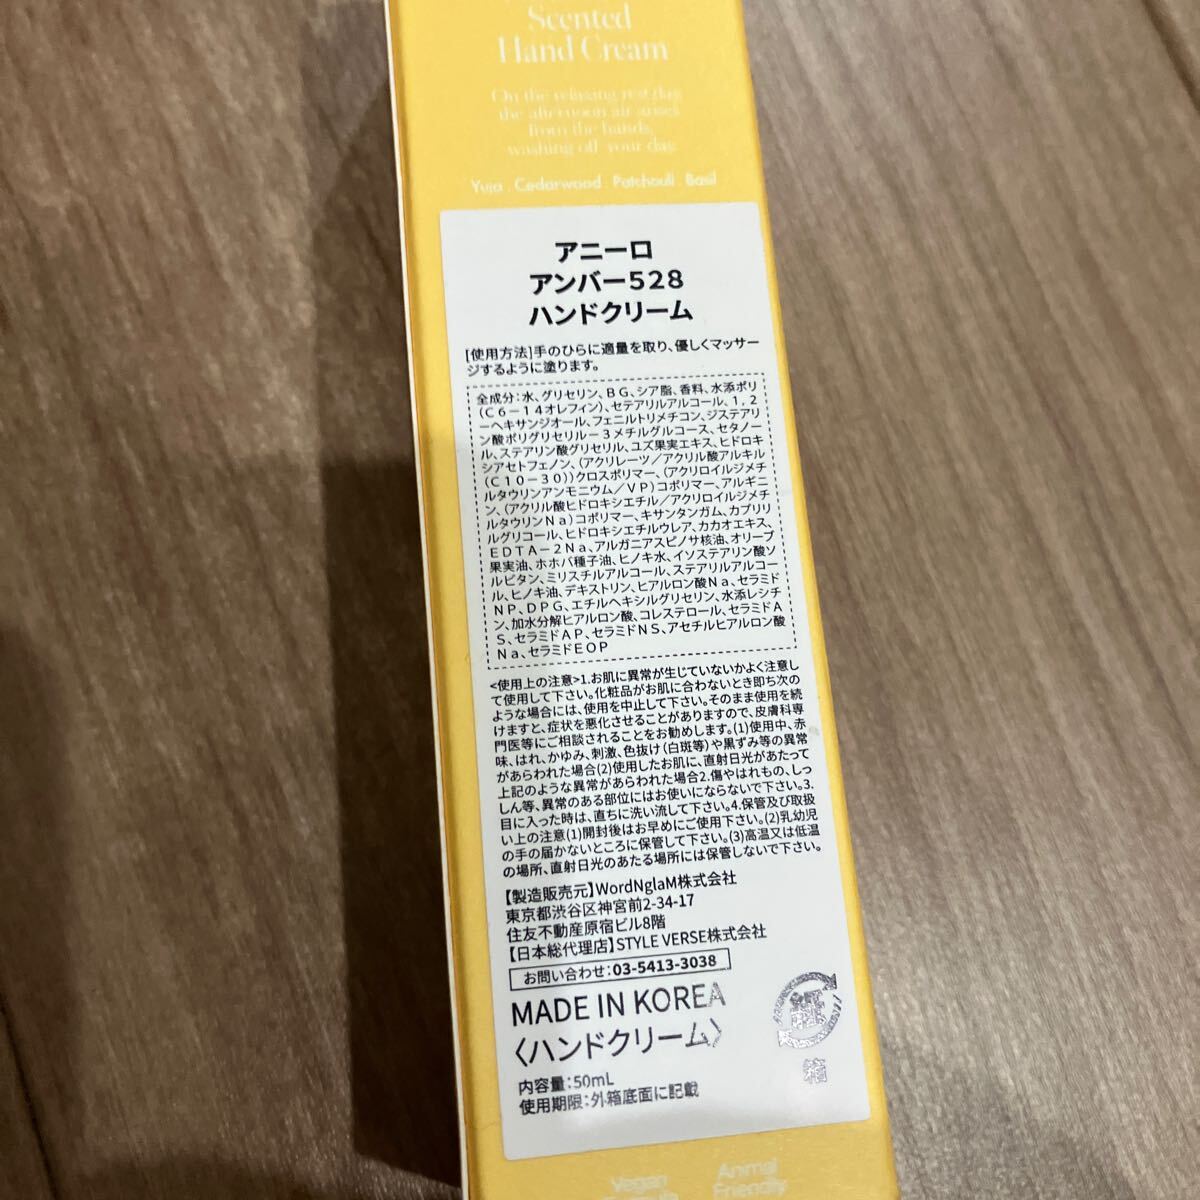 Scented
Hand Cream
On the relaxing rest day,
the afternoon air arises
from the hands,
washing off your day.
Yuja . Cedarwood . Patchouli . Basil
アニーロ
アンバー528
ハンドクリーム
[使用方法]手のひらに適量を取り、優しくマッサー
ジするように塗ります。
全成分：水、グリセリン、BG、シア脂、香料、水添ポリ
(C6−14オレフィン)、セテアリルアルコール、1,2
ーヘキサンジオール、フェニルトリメチコン、ジステアリ
ン酸ポリグリセリル−3メチルグルコース、セタノー
ル、ステアリン酸グリセリル、ユズ果実エキス、ヒドロキ
シアセトフェノン、(アクリレーツ／アクリル酸アルキル
(C10−30))クロスポリマー、(アクリロイルジメチ
ルタウリンアンモニウム／VP)コポリマー、アルギニ
ン、(アクリル酸ヒドロキシエチル／アクリロイルジメチ
ルタウリンNa)コポリマー、キサンタンガム、カプリリ
ルグリコール、ヒドロキシエチルウレア、カカオエキス、
EDTA−2Na、アルガニアスピノサ核油、オリーブ
果実油、ホホバ種子油、ヒノキ水、イソステアリン酸ソ
ルビタン、ミリスチルアルコール、ステアリルアルコー
ル、ヒノキ油、デキストリン、ヒアルロン酸Na、セラミド
NP、DPG、エチルヘキシルグリセリン、水添レシチ
ン、加水分解ヒアルロン酸、コレステロール、セラミドA
S、セラミドAP、セラミドNS、アセチルヒアルロン酸
Na、セラミドEOP
<使用上の注意>1.お肌に異常が生じていないかよく注意し
て使用して下さい。化粧品がお肌に合わないとき即ち次の
ような場合には、使用を中止して下さい。そのまま使用を続
けますと、症状を悪化させることがありますので、皮膚科専
門医等にご相談されることをお勧めします。(1)使用中、赤
味、はれ、かゆみ、刺激、色抜け(白斑等)や黒ずみ等の異常
があらわれた場合(2)使用したお肌に、直射日光があたって
上記のような異常があらわれた場合2.傷やはれもの、しっ
しん等、異常のある部位にはお使いにならないで下さい。3.
目に入った時は、直ちに洗い流して下さい。4.保管及び取扱
い上の注意(1)開封後はお早めにご使用下さい。(2)乳幼児
の手の届かないところに保管して下さい。(3)高温又は低温
の場所、直射日光のあたる場所には保管しないで下さい。
【製造販売元】WordNglaM株式会社
東京都渋谷区神宮前2-34-17
住友不動産原宿ビル8階
【日本総代理店】STYLE VERSE株式会社
お問い合わせ：03-5413-3038
MADE IN KOREA
〈ハンドクリーム〉
内容量：50mL
使用期限：外箱底面に記載
紙
箱
Vegan
Formula
Animal
Friendly